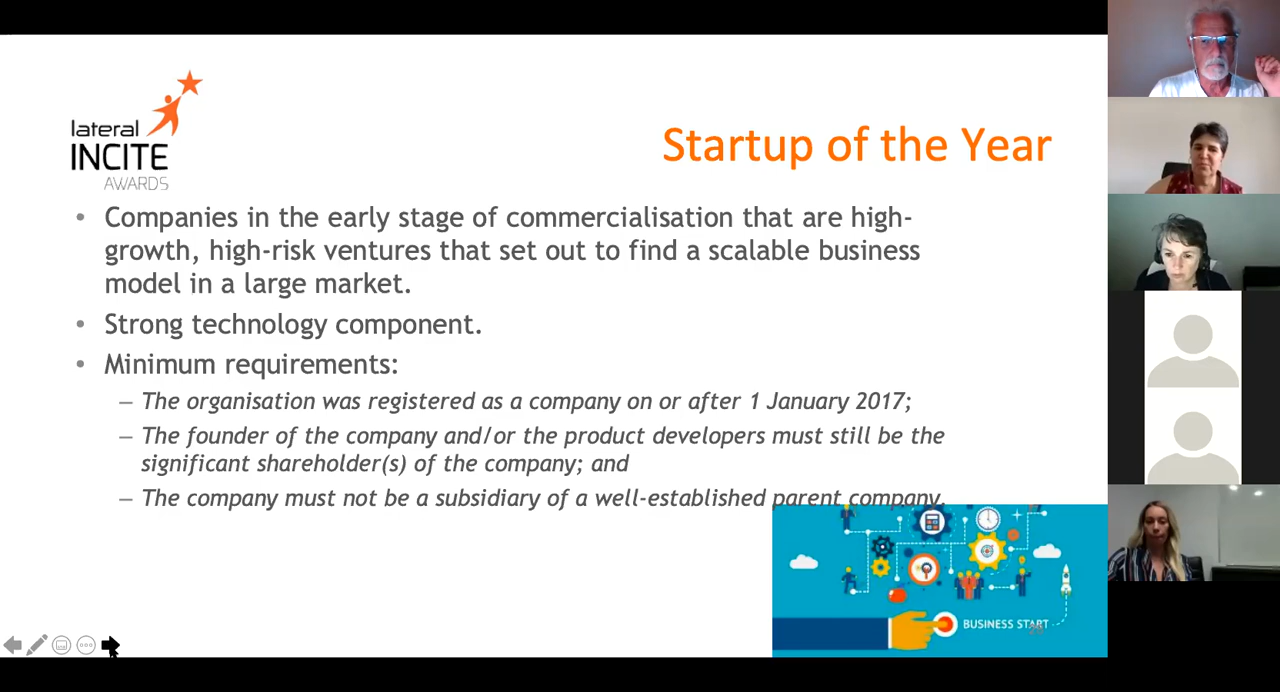 lateral
INCITE
AWARDS
Startup of the Year
• Companies in the early stage of commercialisation that are high-
growth, high-risk ventures that set out to find a scalable business
model in a large market.
• Strong technology component.
• Minimum requirements:
– The organisation was registered as a company on or after 1 January 2017;
– The founder of the company and/or the product developers must still be the
significant shareholder(s) of the company; and
– The company must not be a subsidiary of a well-established parent company.
BUSINESS START